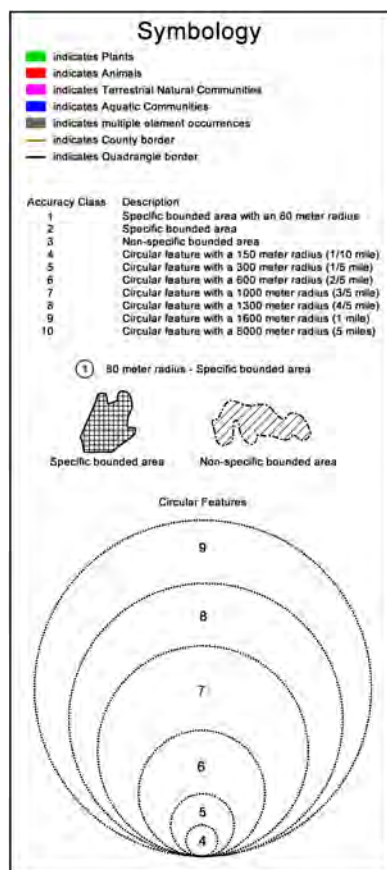 Symbology
indicates Plants
indicates Animals
indicates Terrestrial Natural Communities
indicates Aquatic Communities
indicates multiple element occurrences
indicates County border
indicates Quadrangle border
Accuracy Class Description
1 Specific bounded area with an 80 meter radius
2 Specific bounded area
3 Non-specific bounded area
4 Circular feature with a 150 meter radius (1/10 mile)
5 Circular feature with a 300 meter radius (1/5 mile)
6 Circular feature with a 600 meter radius (2/5 mile)
7 Circular feature with a 1000 meter radius (3/5 mile)
8 Circular feature with a 1300 meter radius (4/5 mile)
9 Circular feature with a 1600 meter radius (1 mile)
10 Circular feature with a 8000 meter radius (5 miles)
1 80 meter radius - Specific bounded area
Specific bounded area Non-specific bounded area
Circular Features
9
8
7
6
5
4